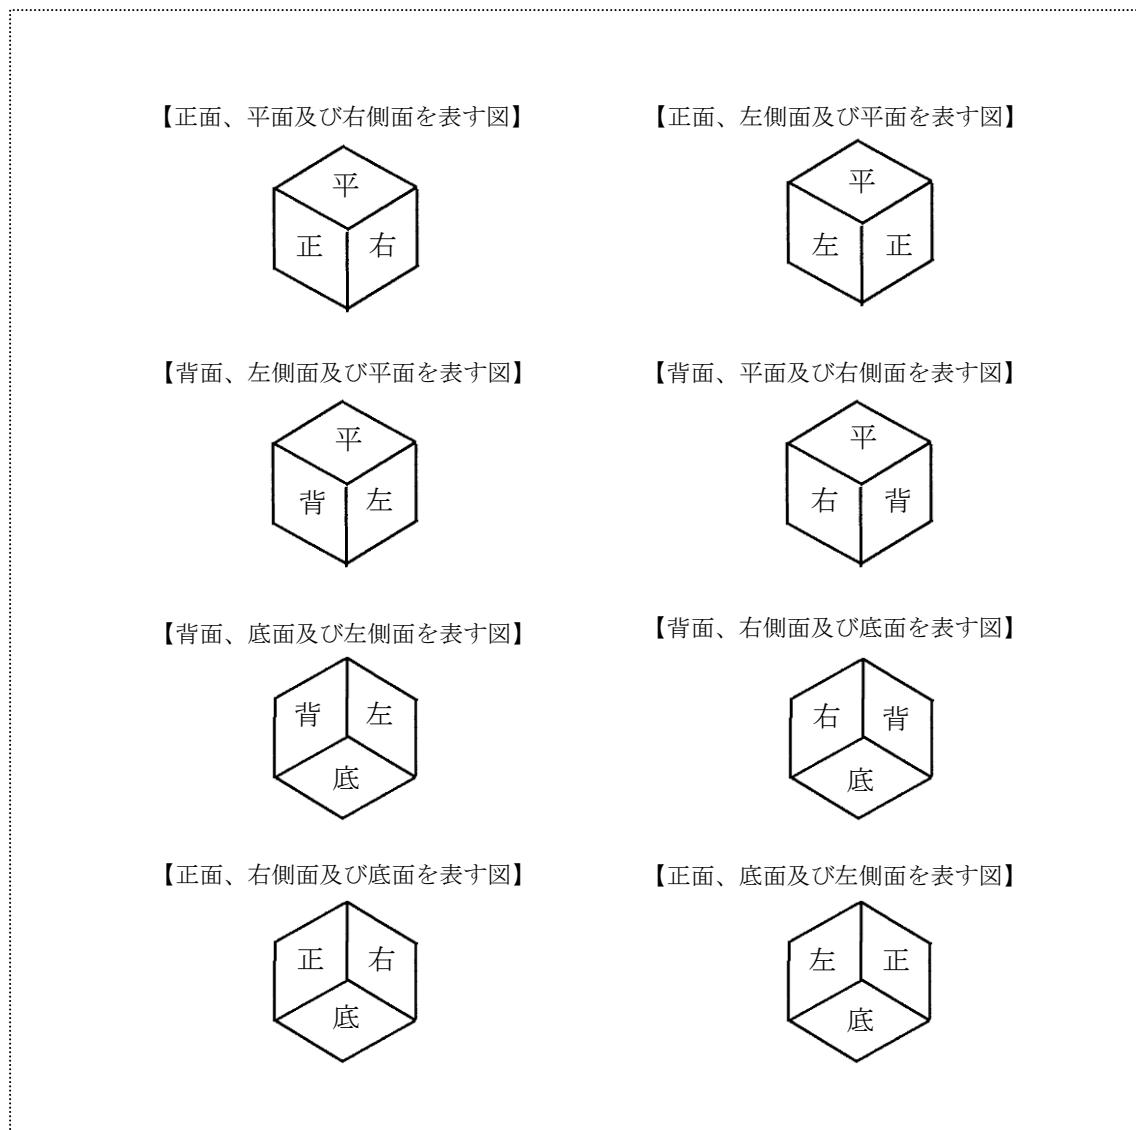 【正面、平面及び右側面を表す図】
平
正 右
【正面、左側面及び平面を表す図】
平
左 正
【背面、左側面及び平面を表す図】
平
背 左
【背面、平面及び右側面を表す図】
平
右 背
【背面、底面及び左側面を表す図】
背 左
底
【背面、右側面及び底面を表す図】
右 背
底
【正面、右側面及び底面を表す図】
正 右
底
【正面、底面及び左側面を表す図】
左 正
底